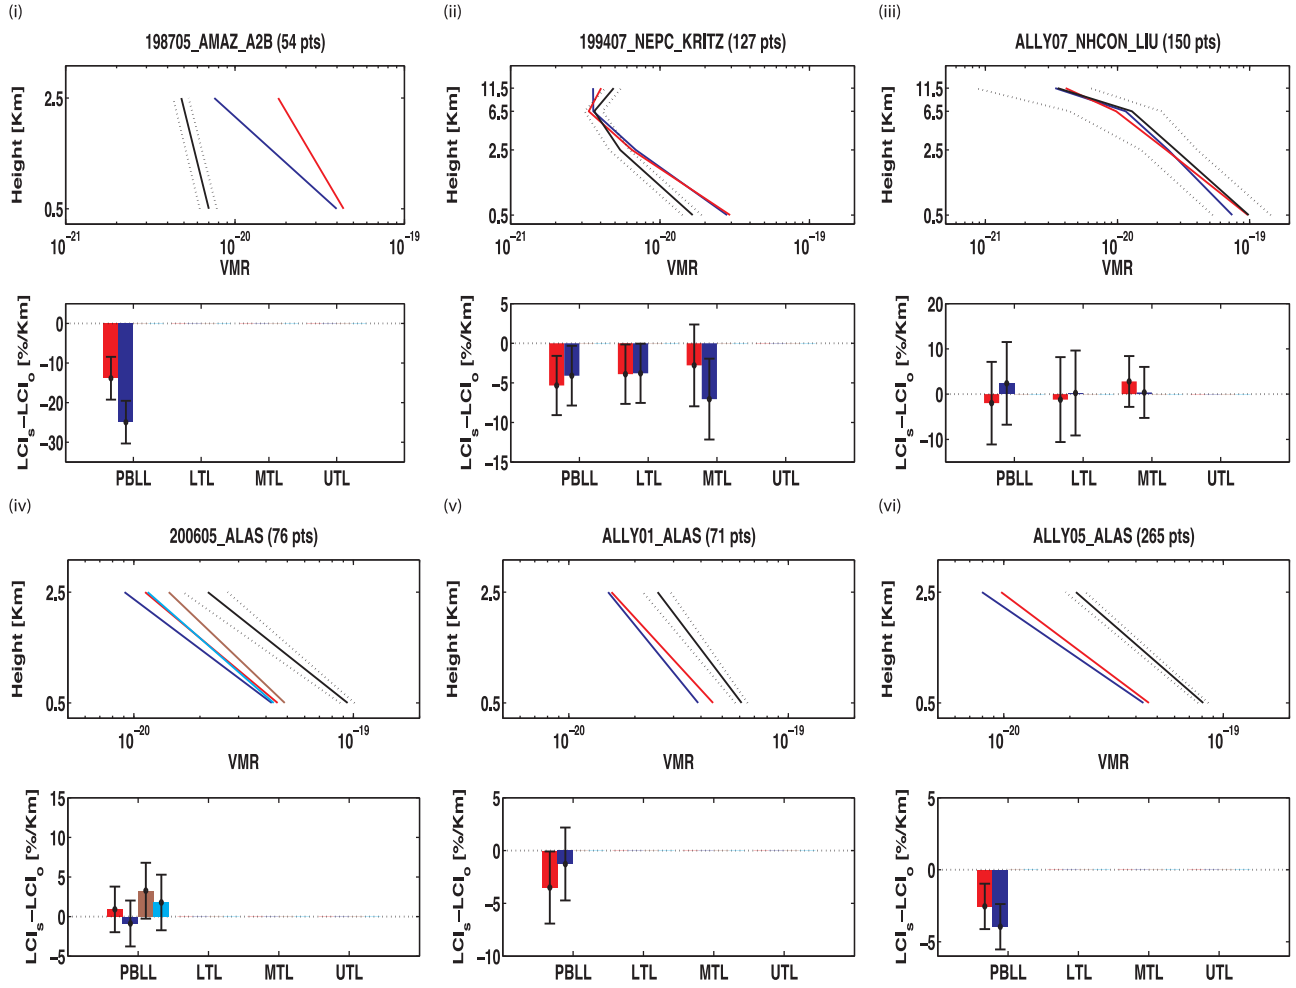 (i)
198705_AMAZ_A2B (54 pts)
Height [Km]
2.5
0.5
10−21 10−20 10−19
VMR
LCIs−LCIo [%/Km]
0
−10
−20
−30
PBLL LTL MTL UTL
(ii)
199407_NEPC_KRITZ (127 pts)
Height [Km]
11.5
6.5
2.5
0.5
10−21 10−20 10−19
VMR
LCIs−LCIo [%/Km]
5
0
−5
−10
−15
PBLL LTL MTL UTL
(iii)
ALLY07_NHCON_LIU (150 pts)
Height [Km]
11.5
6.5
2.5
0.5
10−21 10−20 10−19
VMR
LCIs−LCIo [%/Km]
20
10
0
−10
PBLL LTL MTL UTL
(iv)
200605_ALAS (76 pts)
Height [Km]
2.5
0.5
10−20 10−19
VMR
LCIs−LCIo [%/Km]
15
10
5
0
−5
PBLL LTL MTL UTL
(v)
ALLY01_ALAS (71 pts)
Height [Km]
2.5
0.5
10−20 10−19
VMR
LCIs−LCIo [%/Km]
5
0
−5
−10
PBLL LTL MTL UTL
(vi)
ALLY05_ALAS (265 pts)
Height [Km]
2.5
0.5
10−20 10−19
VMR
LCIs−LCIo [%/Km]
5
0
−5
PBLL LTL MTL UTL